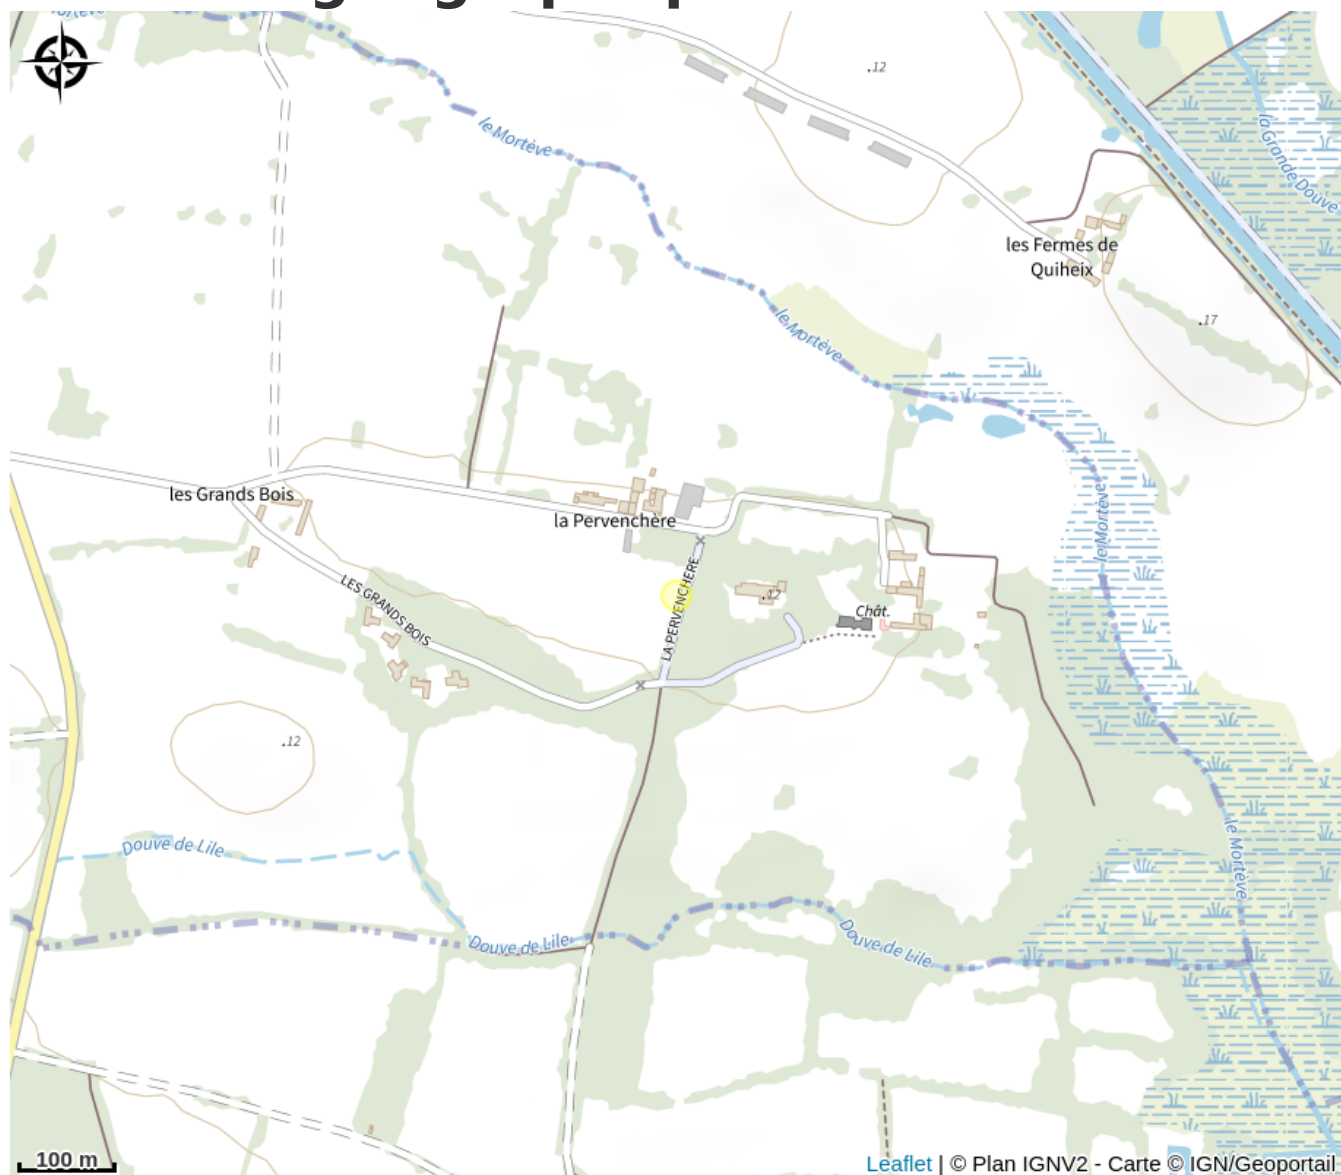 .12
le Mortève
la Grande Douve
les Fermes de
Quiheix
.17
le Mortève
le Mortève
les Grands Bois
la Pervenchère
LES GRANDS BOIS
LA PERVENCHERE
.12
Chât.
.12
Douve de Lile
le Mortève
Douve de Lile
Douve de Lile
100 m
Leaflet | © Plan IGNV2 - Carte © IGN/Geoportail